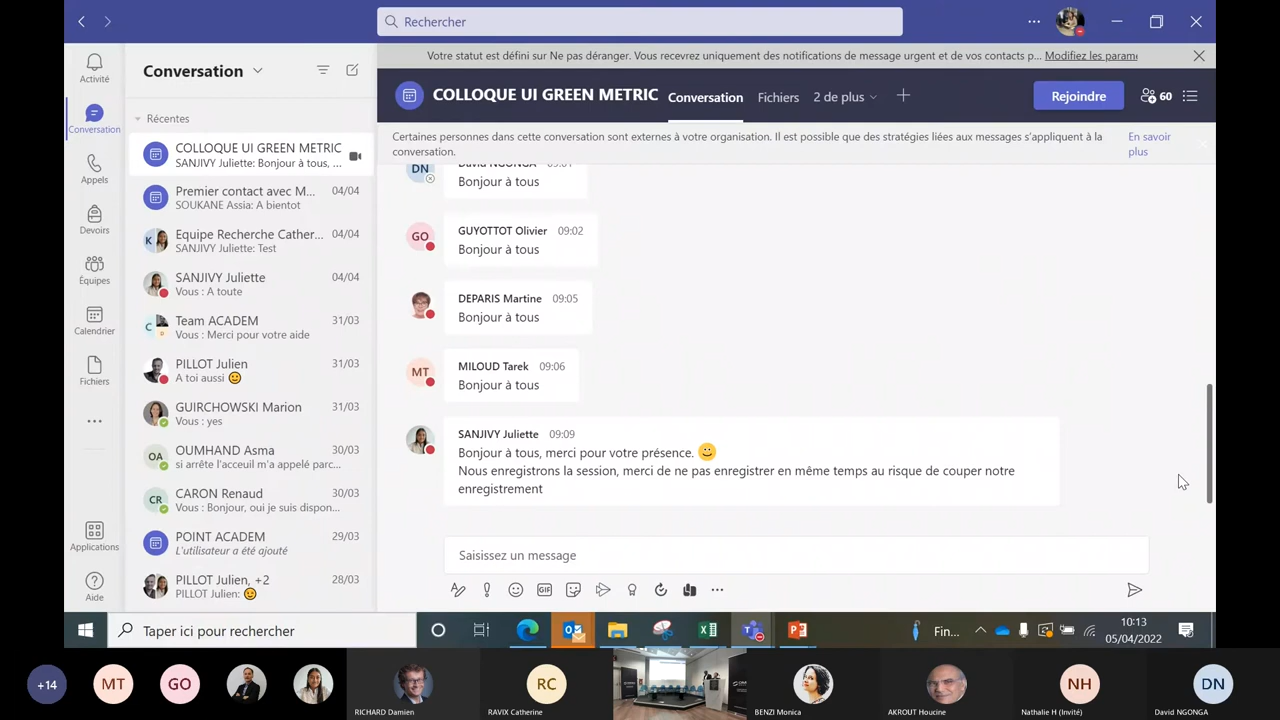 Rechercher
Votre statut est défini sur Ne pas déranger. Vous recevrez uniquement des notifications de message urgent et de vos contacts p... Modifiez les paramè
Activité
Conversation
Appels
Devoirs
Équipes
Calendrier
Fichiers
Applications
Aide
Conversation
Récentes
COLLOQUE UI GREEN METRIC
SANJIVY Juliette: Bonjour à tous, ...
Premier contact avec M... 04/04
SOUKANE Assia: A bientot
Equipe Recherche Cather... 04/04
SANJIVY Juliette: Test
SANJIVY Juliette 04/04
Vous : A toute
Team ACADEM 31/03
Vous : Merci pour votre aide
PILLOT Julien 31/03
A toi aussi
GUIRCHOWSKI Marion 31/03
Vous : yes
OA
OUMHAND Asma 30/03
si arrête l'acceuil m'a appelé parc...
CR
CARON Renaud 30/03
Vous : Bonjour, oui je suis dispon...
POINT ACADEM 29/03
L'utilisateur a été ajouté
PILLOT Julien, +2 28/03
PILLOT Julien:
COLLOQUE UI GREEN METRIC Conversation Fichiers 2 de plus
Rejoindre
60
Certaines personnes dans cette conversation sont externes à votre organisation. Il est possible que des stratégies liées aux messages s'appliquent à la
conversation.
En savoir
plus
DN
David NGONGA
Bonjour à tous
GO
GUYOTTOT Olivier 09:02
Bonjour à tous
DEPARIS Martine 09:05
Bonjour à tous
MT
MILOUD Tarek 09:06
Bonjour à tous
SANJIVY Juliette 09:09
Bonjour à tous, merci pour votre présence.
Nous enregistrons la session, merci de ne pas enregistrer en même temps au risque de couper notre
enregistrement
Saisissez un message
GIF
Taper ici pour rechercher
Fin...
10:13
05/04/2022
+14
MT
GO
RICHARD Damien
RC
RAVIX Catherine
BENZI Monica
AKROUT Houcine
NH
Nathalie H (Invité)
DN
David NGONGA